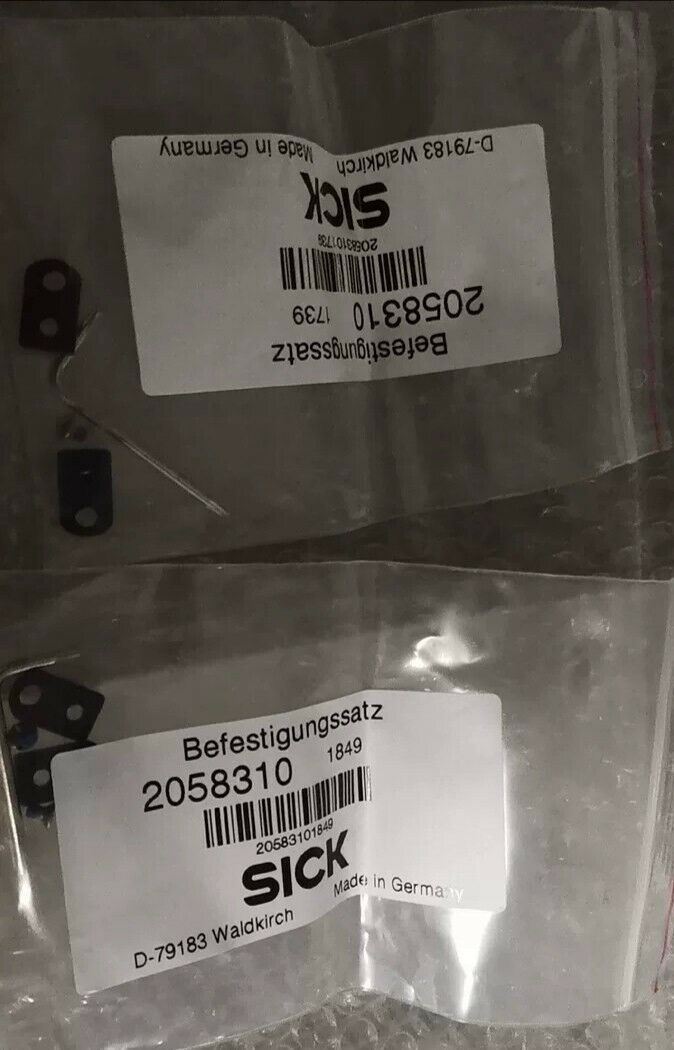 Befestigungssatz
2058310 1739
20583101739
SICK
D-79183 Waldkirch Made in Germany
Befestigungssatz
2058310 1849
20583101849
SICK
D-79183 Waldkirch Made in Germany